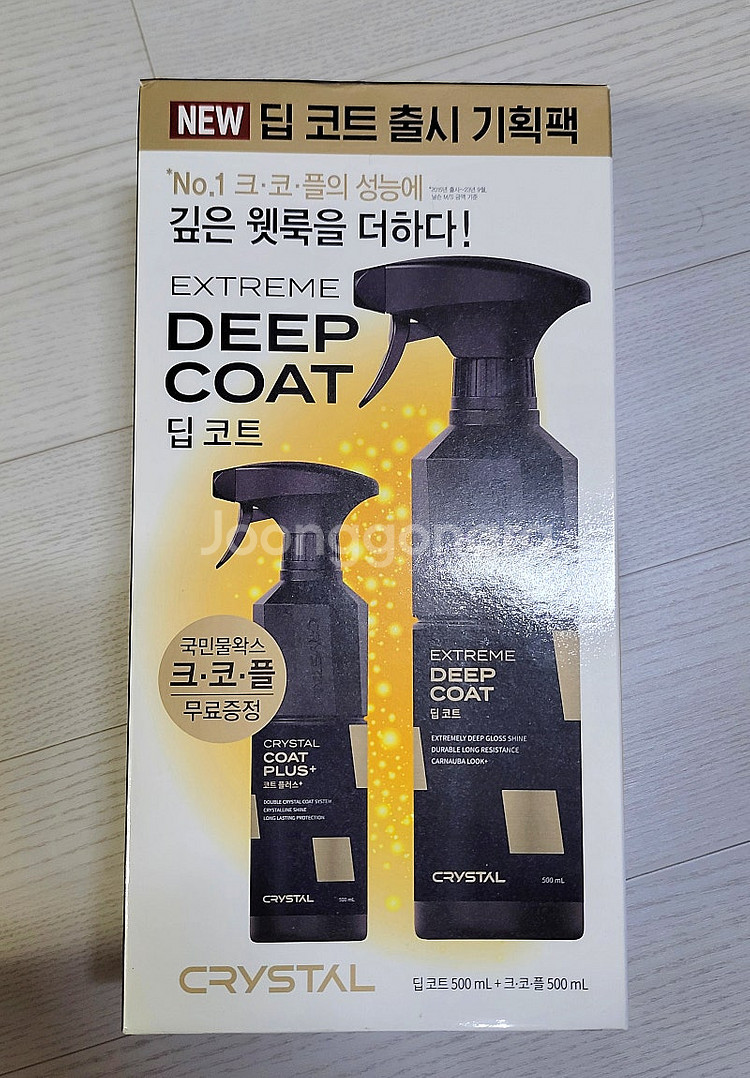 NEW 딥 코트 출시 기획팩
*No.1 크·코·플의 성능에
깊은 웻룩을 더하다!
EXTREME
DEEP
COAT
딥 코트
Joonggonara
국민물왁스
크·코·플
무료증정
CRYSTAL
COAT
PLUS+
코트 플러스+
DOUBLE CRYSTAL COAT SYSTEM
CRYSTALLINE SHINE
LONG LASTING PROTECTION
CRYSTAL
500 mL
EXTREME
DEEP
COAT
딥 코트
EXTREMELY DEEP GLOSS SHINE
DURABLE LONG RESISTANCE
CARNAUBA LOOK+
CRYSTAL
500 mL
CRYSTAL
딥 코트 500 mL + 크·코·플 500 mL